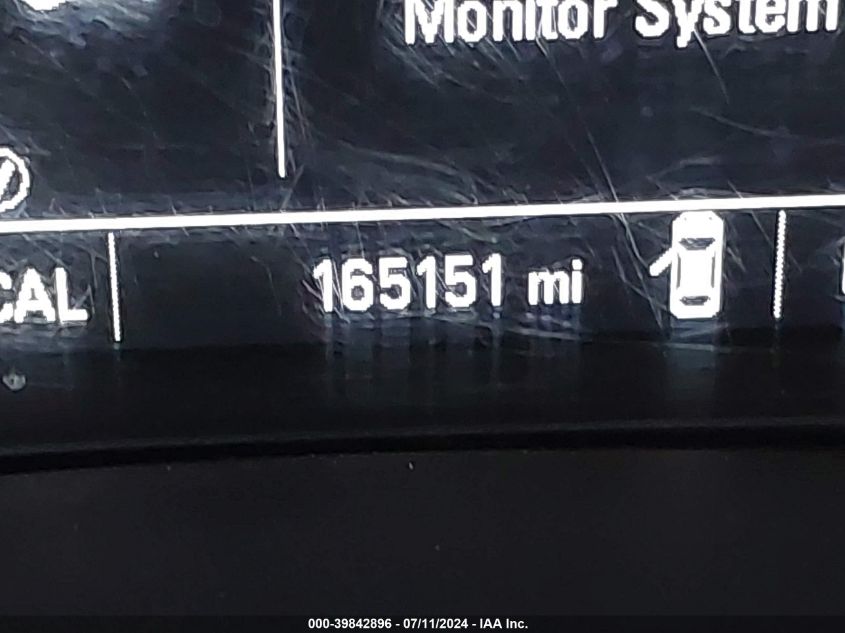 Monitor System
CAL
165151 mi
000-39842896 - 07/11/2024 - IAA Inc.